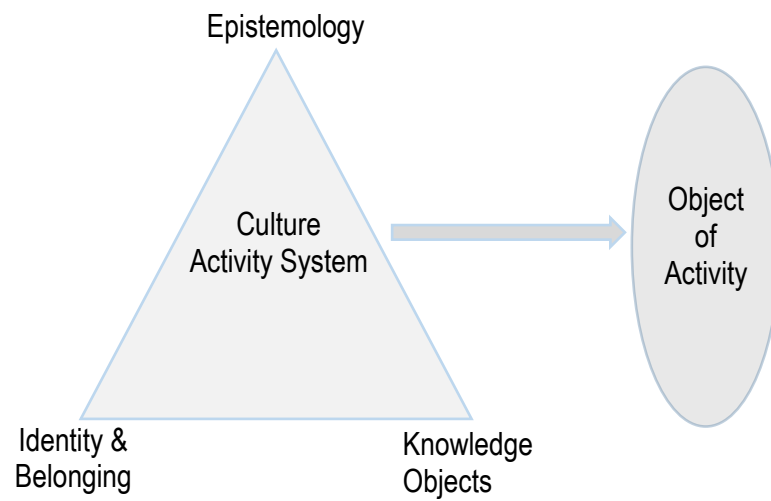 Epistemology
Culture
Activity System
Object
of
Activity
Identity &
Belonging
Knowledge
Objects